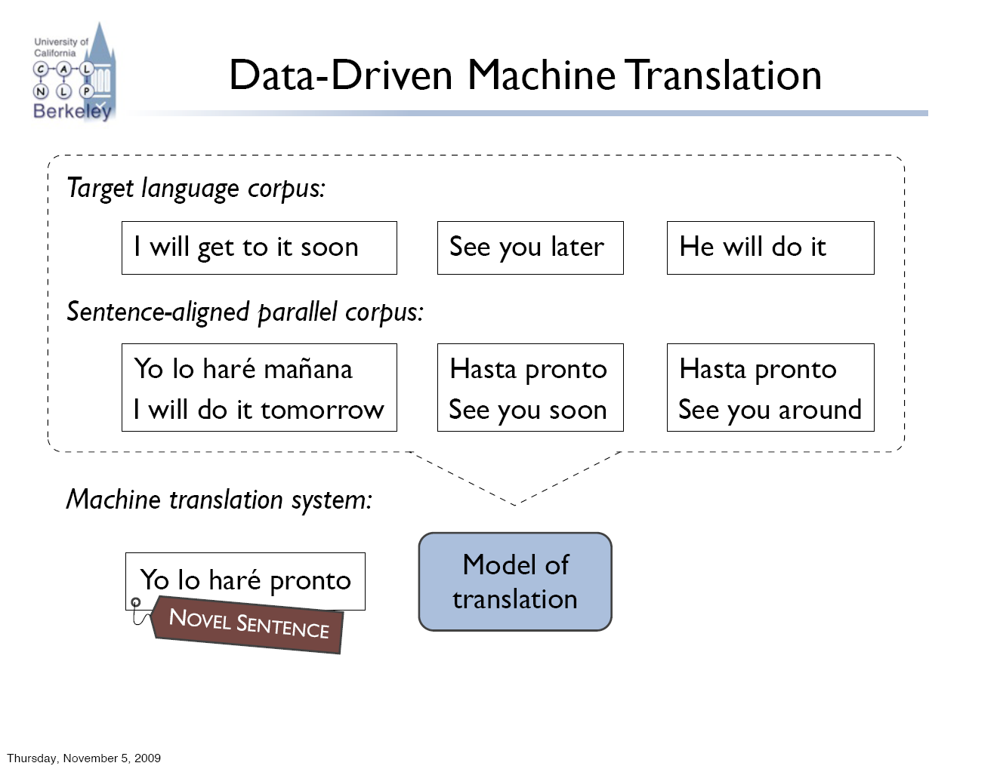 University of
California
C A L
N L P
Berkeley
Data-Driven Machine Translation
Target language corpus:
I will get to it soon
See you later
He will do it
Sentence-aligned parallel corpus:
Yo lo haré mañana
I will do it tomorrow
Hasta pronto
See you soon
Hasta pronto
See you around
Machine translation system:
Yo lo haré pronto
NOVEL SENTENCE
Model of
translation
Thursday, November 5, 2009